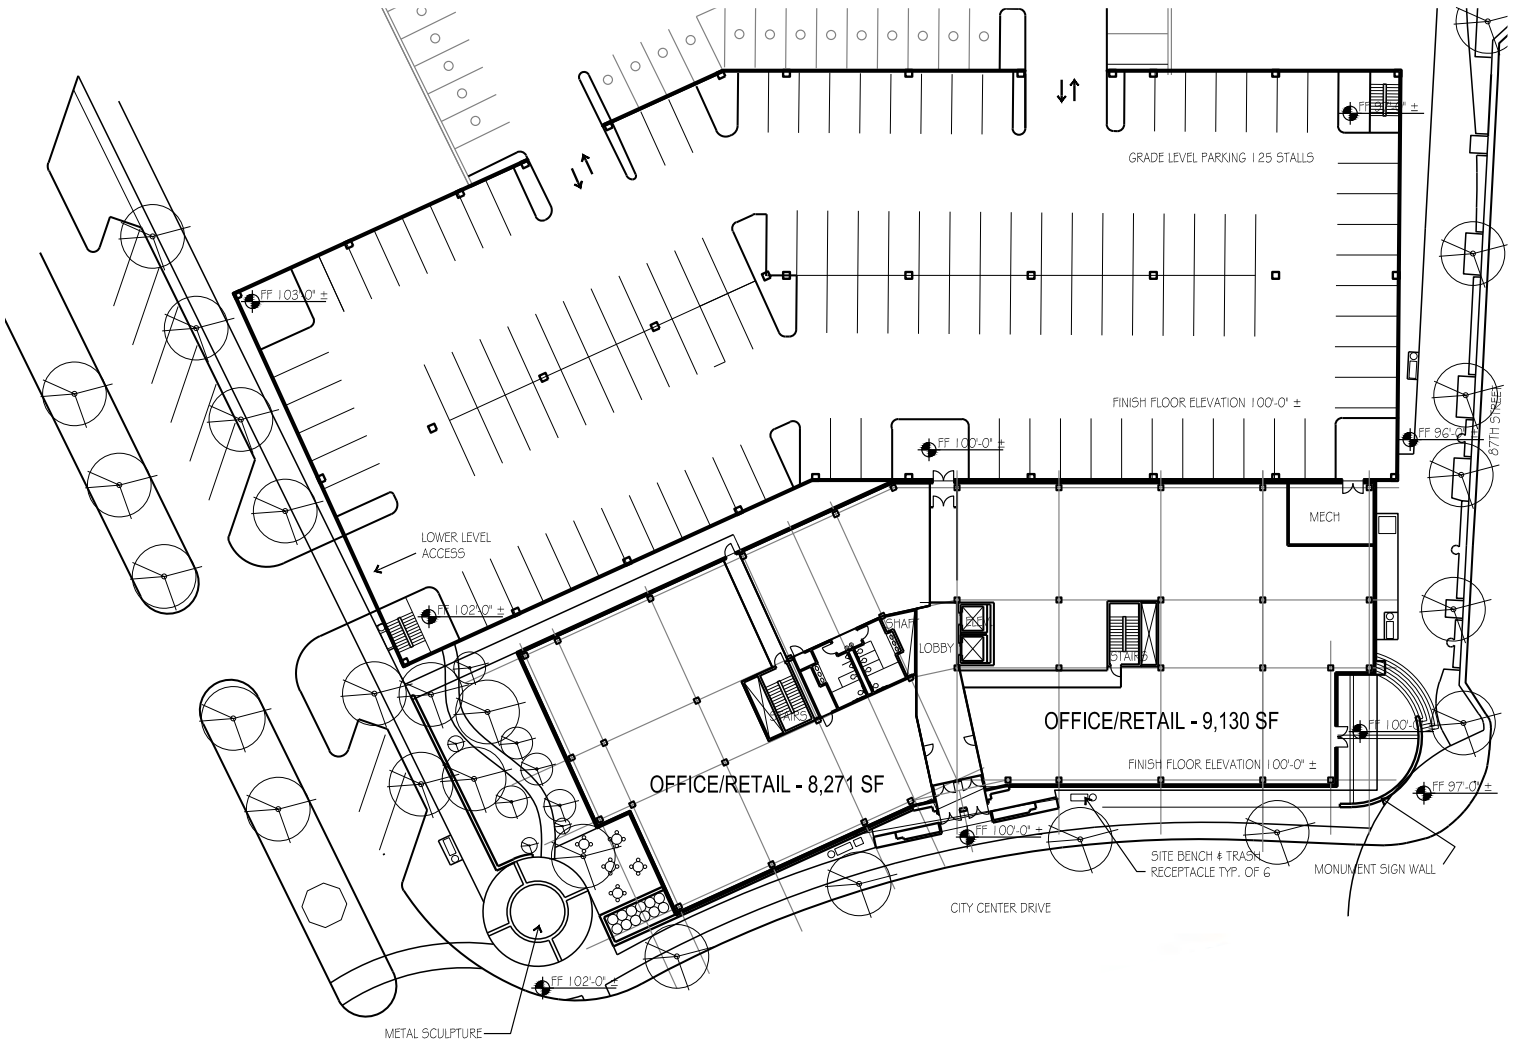 FF 97'-0" ±
GRADE LEVEL PARKING 125 STALLS
FF 103'-0" ±
FINISH FLOOR ELEVATION 100'-0" ±
87TH STREET
FF 96'-0" ±
FF 100'-0" ±
MECH
LOWER LEVEL
ACCESS
FF 102'-0" ±
SHAFT
ELEV
LOBBY
STAIRS
STAIRS
OFFICE/RETAIL - 9,130 SF
FF 100'-0"
FINISH FLOOR ELEVATION 100'-0" ±
OFFICE/RETAIL - 8,271 SF
FF 97'-0" ±
FF 100'-0" ±
SITE BENCH & TRASH
RECEPTACLE TYP. OF 6
MONUMENT SIGN WALL
CITY CENTER DRIVE
FF 102'-0" ±
METAL SCULPTURE